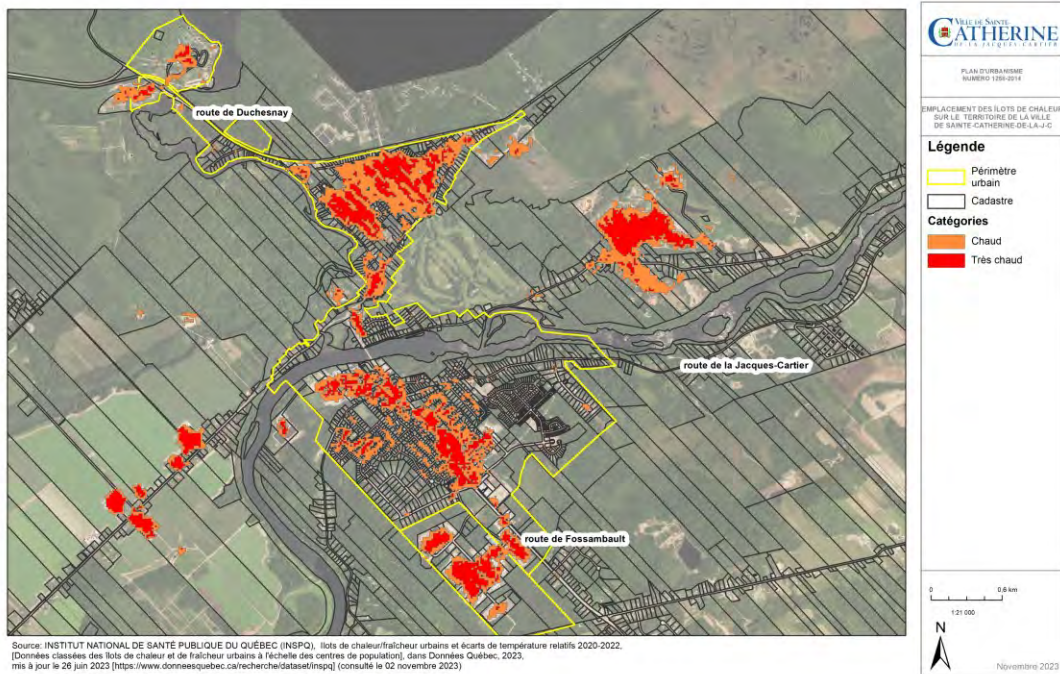 route de Duchesnay
route de la Jacques-Cartier
route de Fossambault
Source: INSTITUT NATIONAL DE SANTÉ PUBLIQUE DU QUÉBEC (INSPQ), Îlots de chaleur/fraîcheur urbains et écarts de température relatifs 2020-2022,
[Données classées des îlots de chaleur et de fraîcheur urbains à l'échelle des centres de population], dans Données Québec, 2023,
mis à jour le 26 juin 2023 [https://www.donneesquebec.ca/recherche/dataset/inspq] (consulté le 02 novembre 2023)
VILLE DE SAINTE-
CATHERINE
DE LA JACQUES-CARTIER
PLAN D'URBANISME
NUMÉRO
EMPLACEMENT DES ÎLOTS DE CHALEUR
SUR LE TERRITOIRE DE LA VILLE
DE SAINTE-CATHERINE-DE-LA-J-C
Légende
Périmètre
urbain
Cadastre
Catégories
Chaud
Très chaud
0 0,6 km
1:21 000
N
Novembre 2023